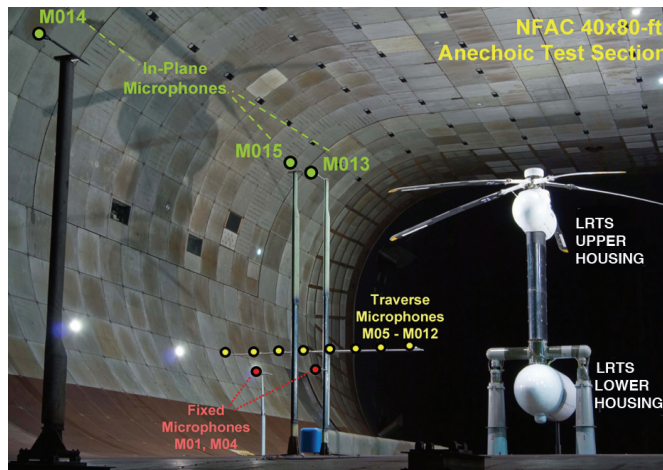 NFAC 40x80-ft
Anechoic Test Section
M014
In-Plane
Microphones
M015
M013
LRTS
UPPER
HOUSING
Traverse
Microphones
M05 - M012
LRTS
LOWER
HOUSING
Fixed
Microphones
M01, M04